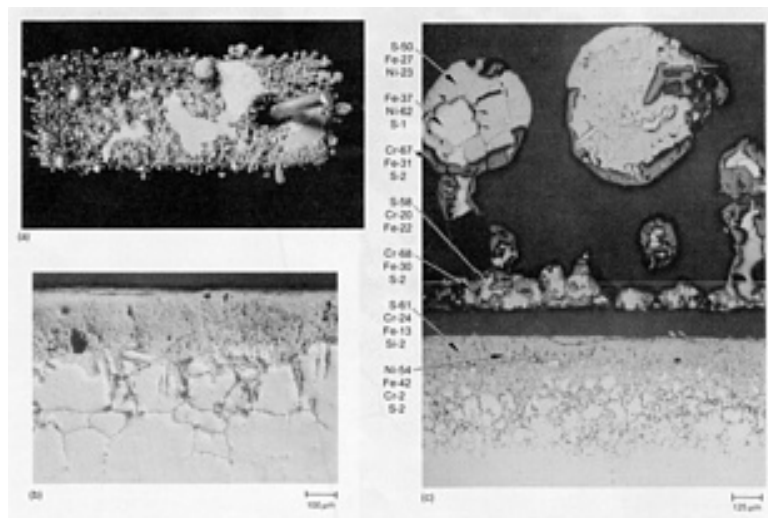 (a)
(b)
100 μm
S-50
Fe-27
Ni-23
Fe-37
Ni-62
S-1
Cr-67
Fe-31
S-2
S-58
Cr-20
Fe-22
Cr-68
Fe-30
S-2
S-61
Cr-24
Fe-13
Si-2
Ni-54
Fe-42
Cr-2
S-2
(c)
125 μm